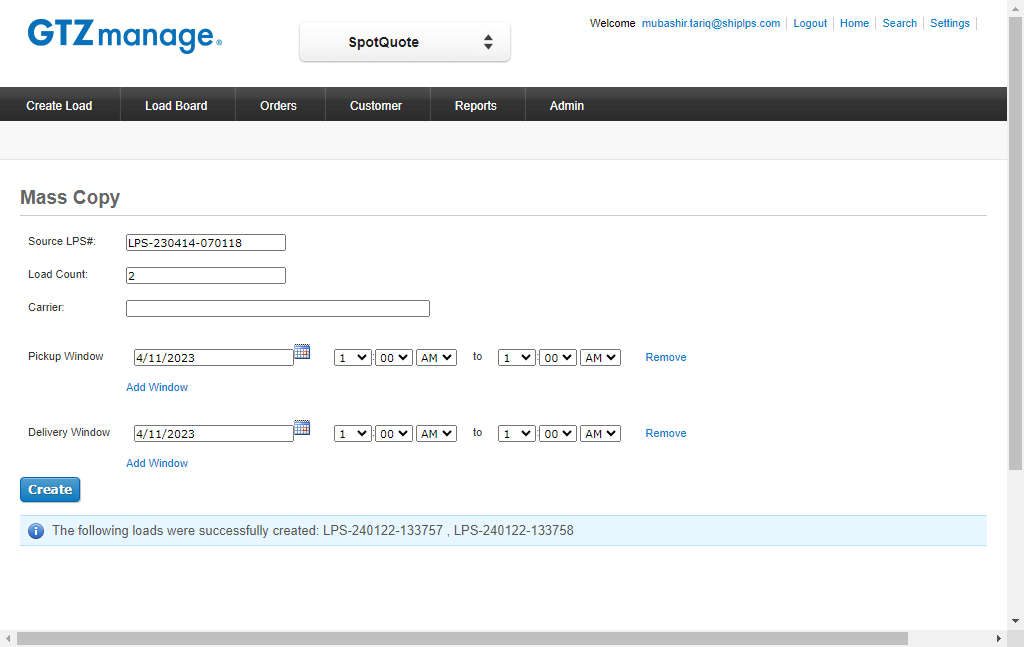 GTZmanage®
SpotQuote
Welcome mubashir.tariq@shiplps.com Logout Home Search Settings
Create Load Load Board Orders Customer Reports Admin
Mass Copy
Source LPS#: LPS-230414-070118
Load Count: 2
Carrier:
Pickup Window 4/11/2023 1 : 00 AM to 1 : 00 AM Remove
Add Window
Delivery Window 4/11/2023 1 : 00 AM to 1 : 00 AM Remove
Add Window
Create
The following loads were successfully created: LPS-240122-133757 , LPS-240122-133758